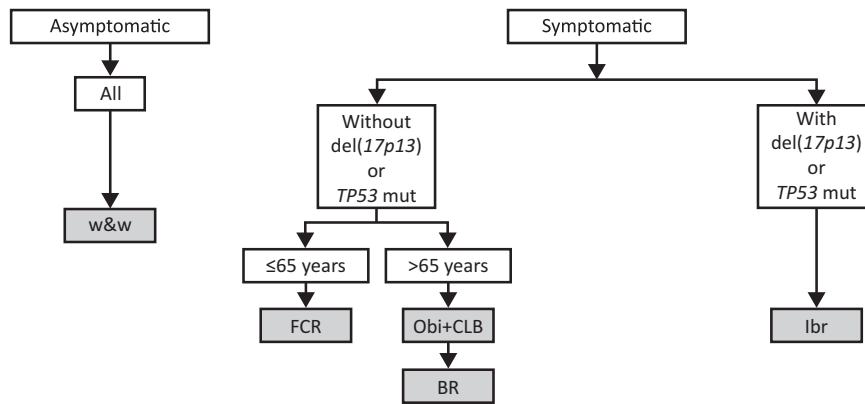 Asymptomatic
Symptomatic
All
Without
del(17p13)
or
TP53 mut
With
del(17p13)
or
TP53 mut
w&w
≤65 years
>65 years
FCR
Obi+CLB
Ibr
BR